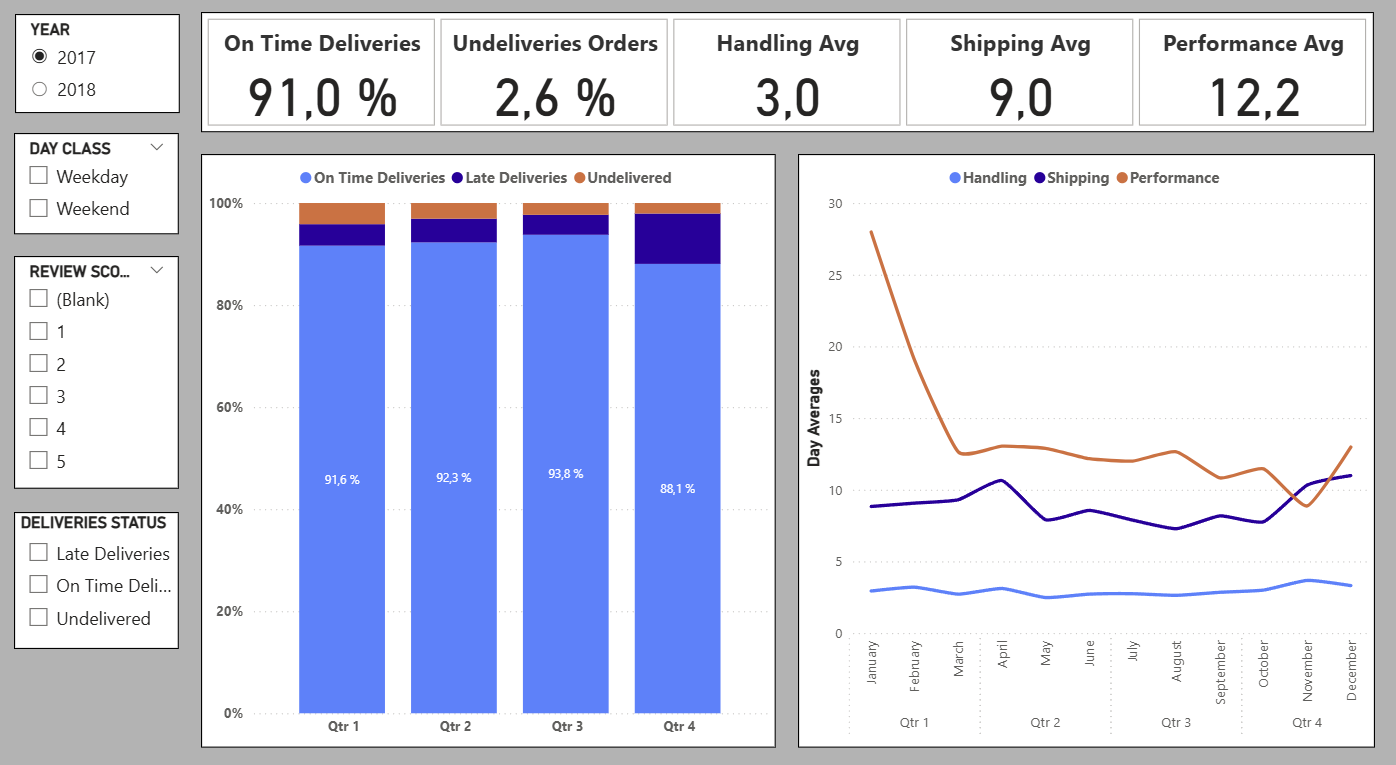 YEAR
2017
2018
DAY CLASS
Weekday
Weekend
REVIEW SCO...
(Blank)
1
2
3
4
5
DELIVERIES STATUS
Late Deliveries
On Time Deli...
Undelivered
On Time Deliveries
91,0 %
Undeliveries Orders
2,6 %
Handling Avg
3,0
Shipping Avg
9,0
Performance Avg
12,2
On Time Deliveries Late Deliveries Undelivered
100%
80%
60%
40%
20%
0%
91,6 %
92,3 %
93,8 %
88,1 %
Qtr 1 Qtr 2 Qtr 3 Qtr 4
Handling Shipping Performance
Day Averages
30
25
20
15
10
5
0
January
February
March
April
May
June
July
August
September
October
November
December
Qtr 1 Qtr 2 Qtr 3 Qtr 4